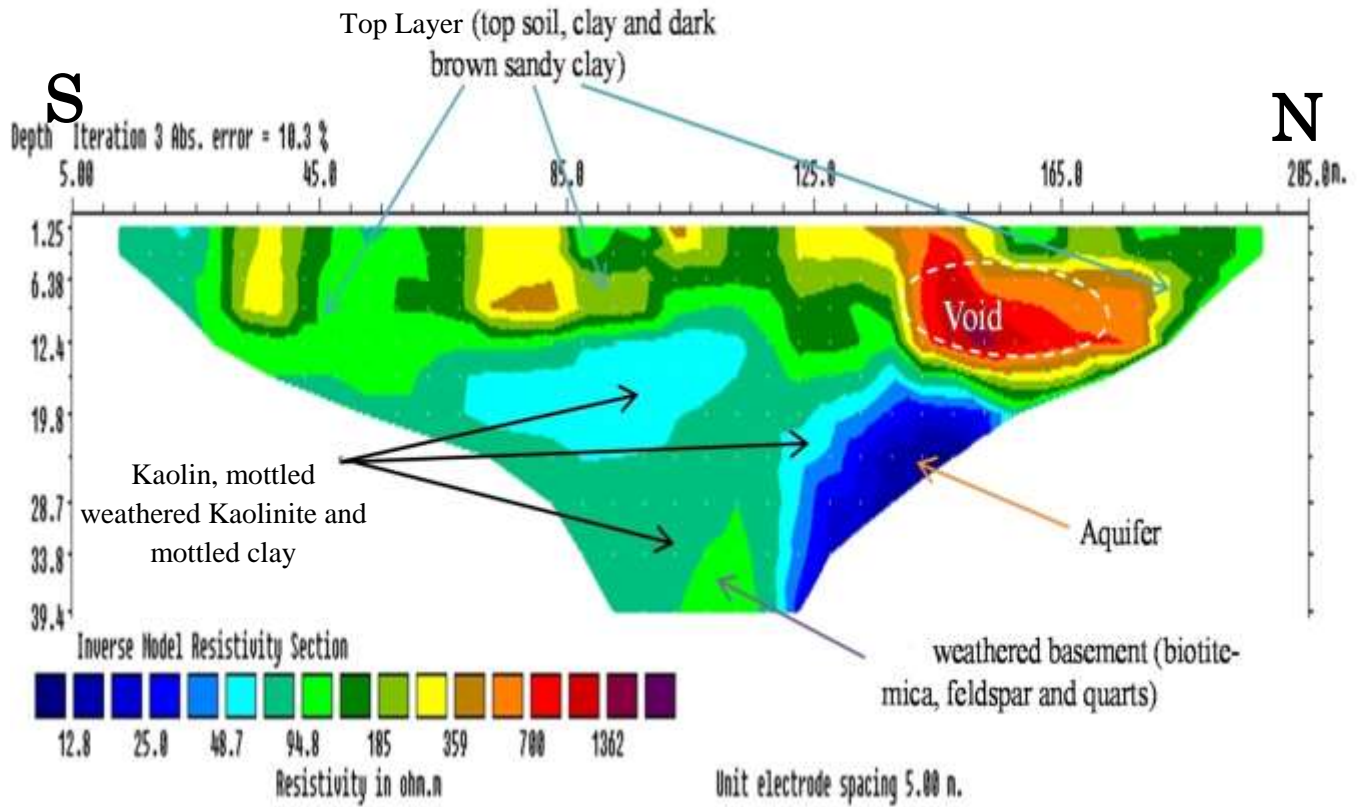 Top Layer (top soil, clay and dark
brown sandy clay)
S
N
Depth Iteration 3 Abs. error = 10.3 %
5.00 45.0 85.0 125.0 165.0 205.0m.
1.25
6.38
12.4
19.8
28.7
33.8
39.4
Void
Kaolin, mottled
weathered Kaolinite and
mottled clay
Aquifer
weathered basement (biotite-
mica, feldspar and quarts)
Inverse Model Resistivity Section
12.8 25.0 48.7 94.8 185 359 700 1362
Resistivity in ohm.m
Unit electrode spacing 5.00 m.